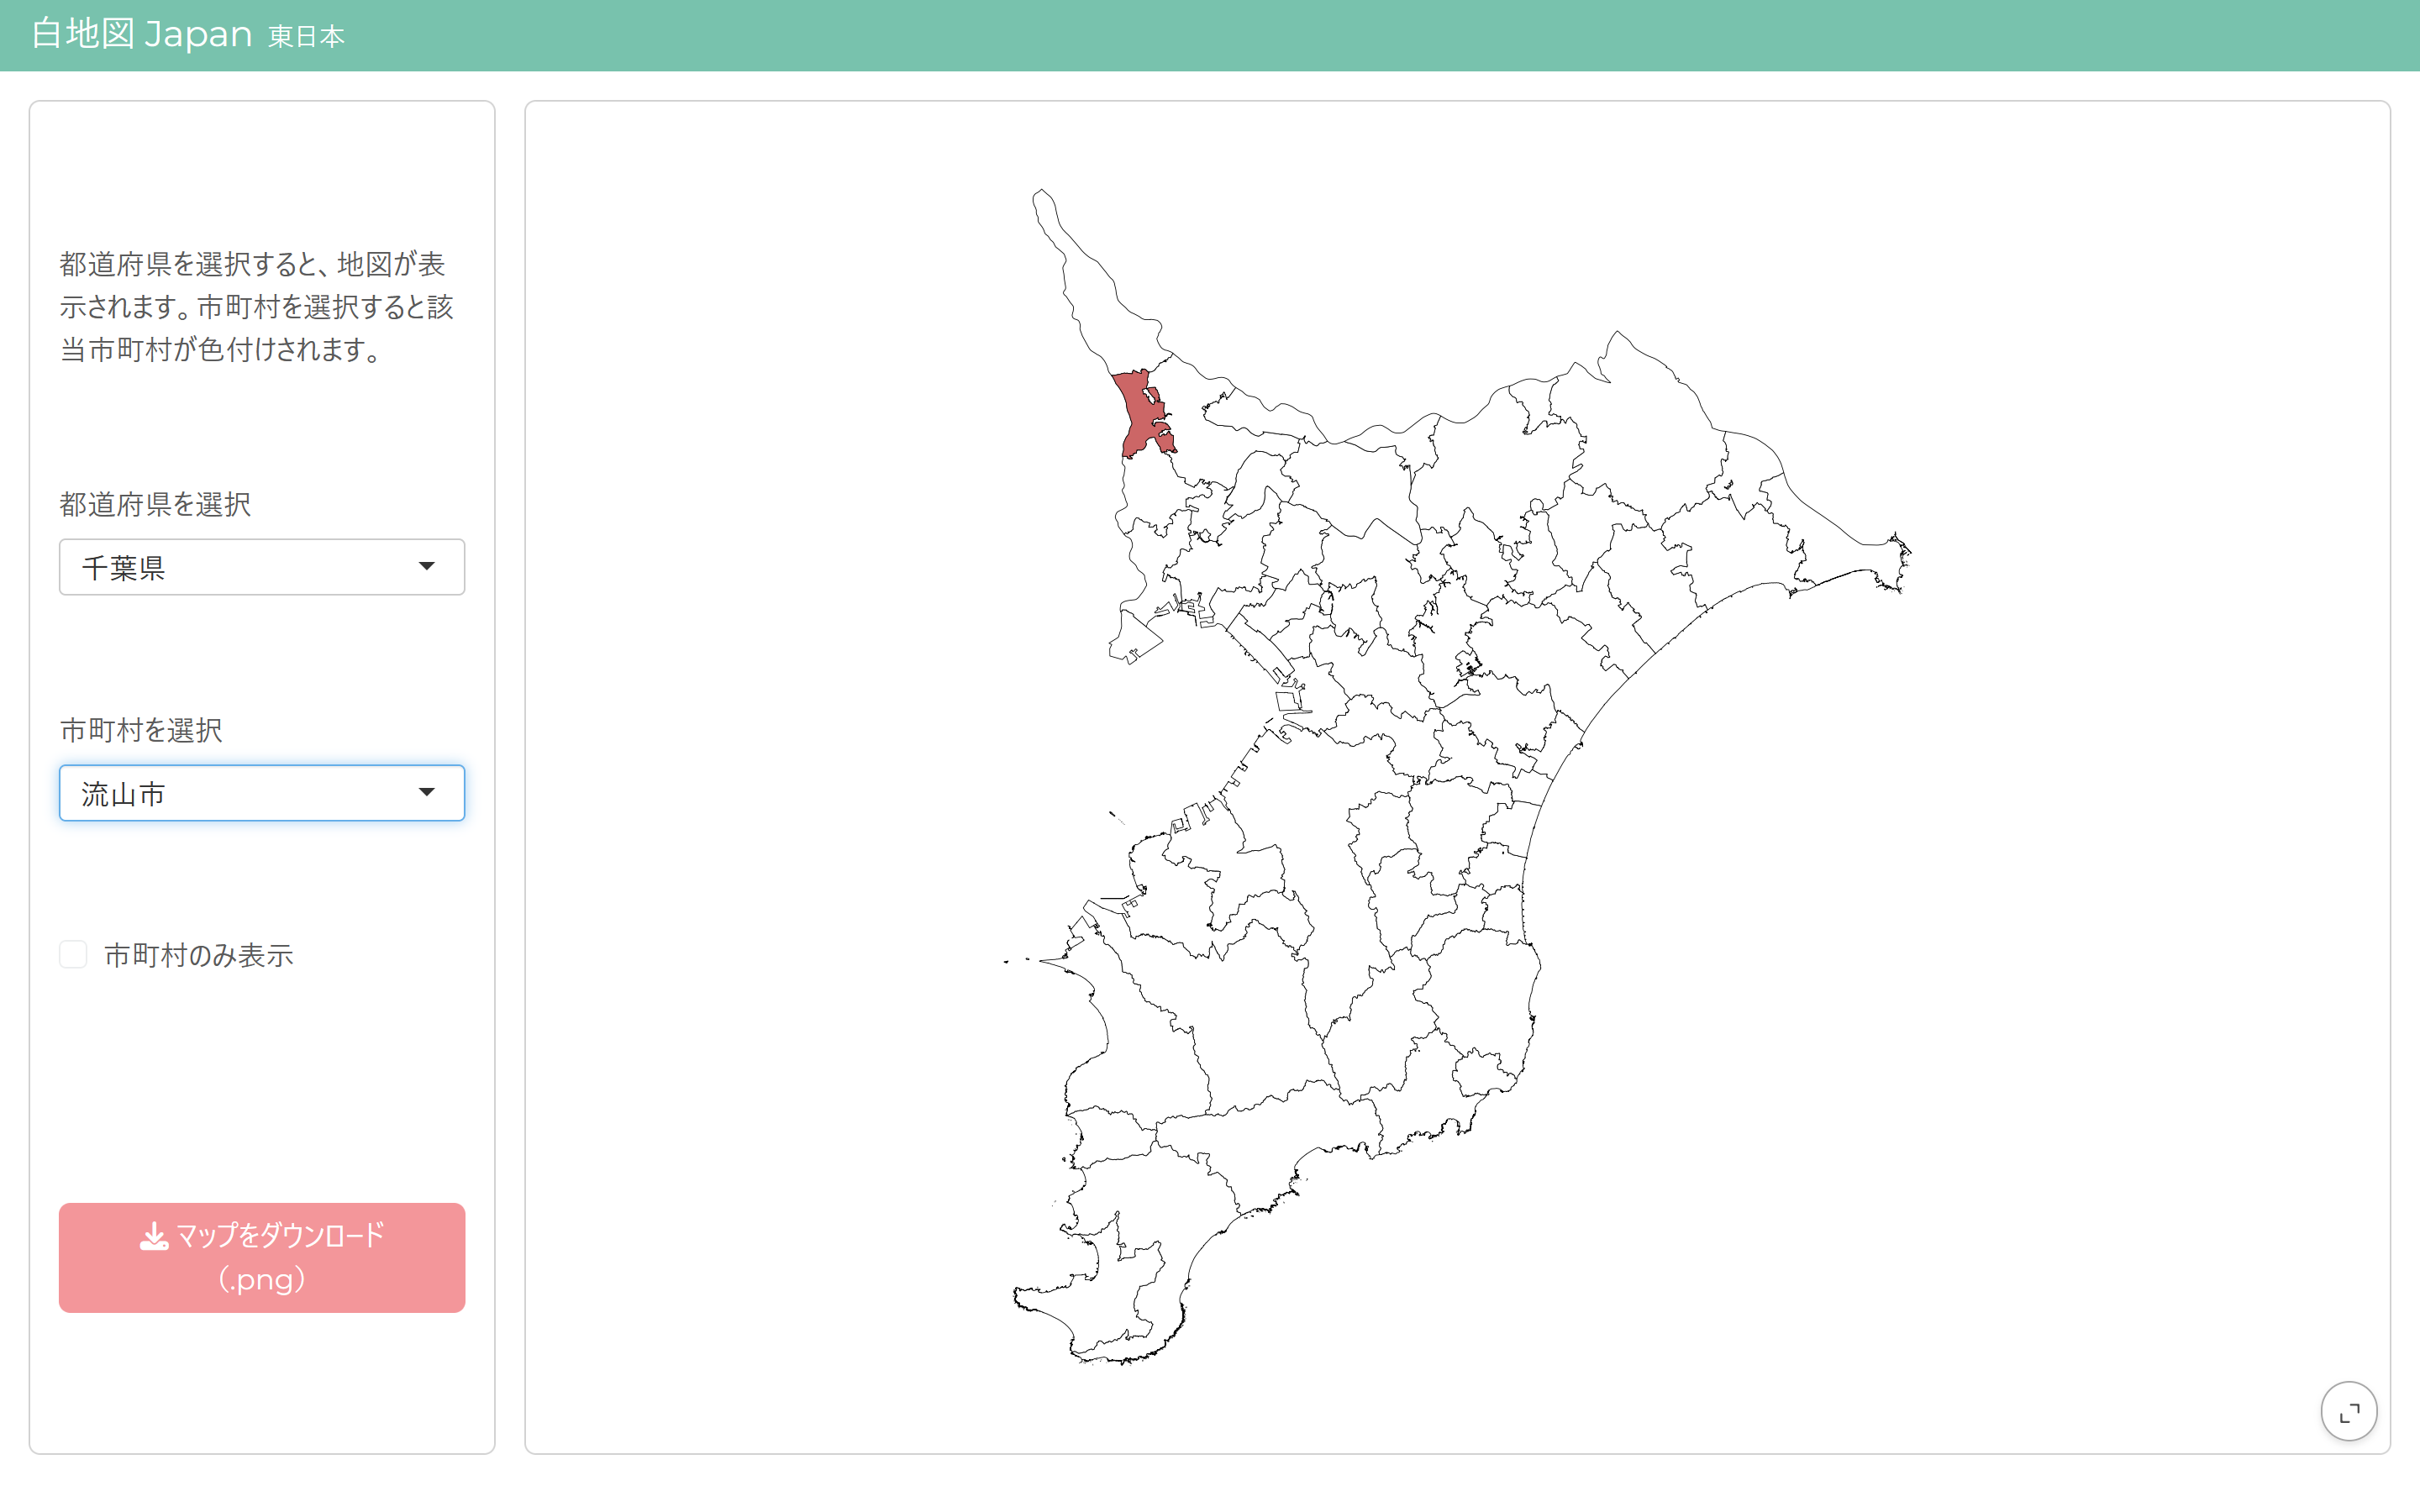 白地図 Japan 東日本
都道府県を選択すると、地図が表
示されます。市町村を選択すると該
当市町村が色付けされます。
都道府県を選択
千葉県
市町村を選択
流山市
市町村のみ表示
マップをダウンロード
(.png)